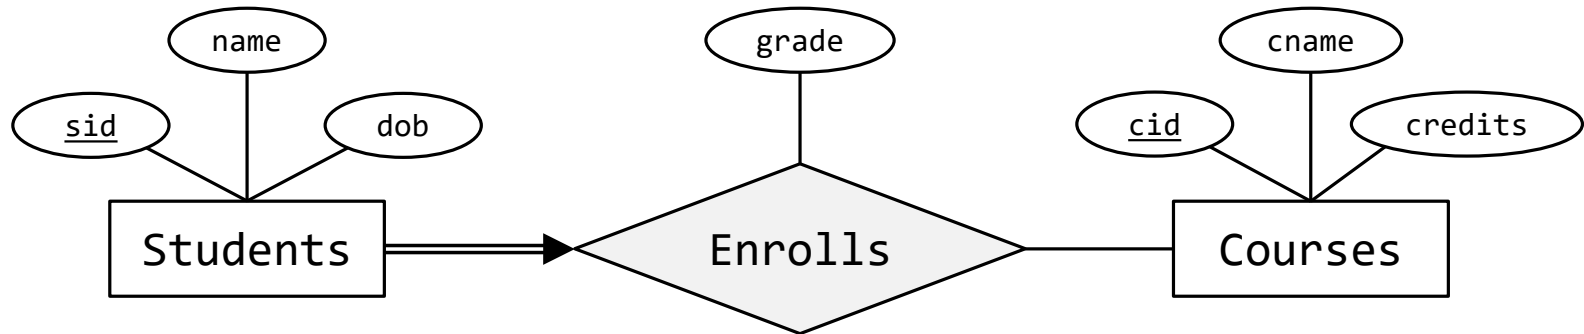 name
grade
cname
sid
dob
cid
credits
Students
Enrolls
Courses